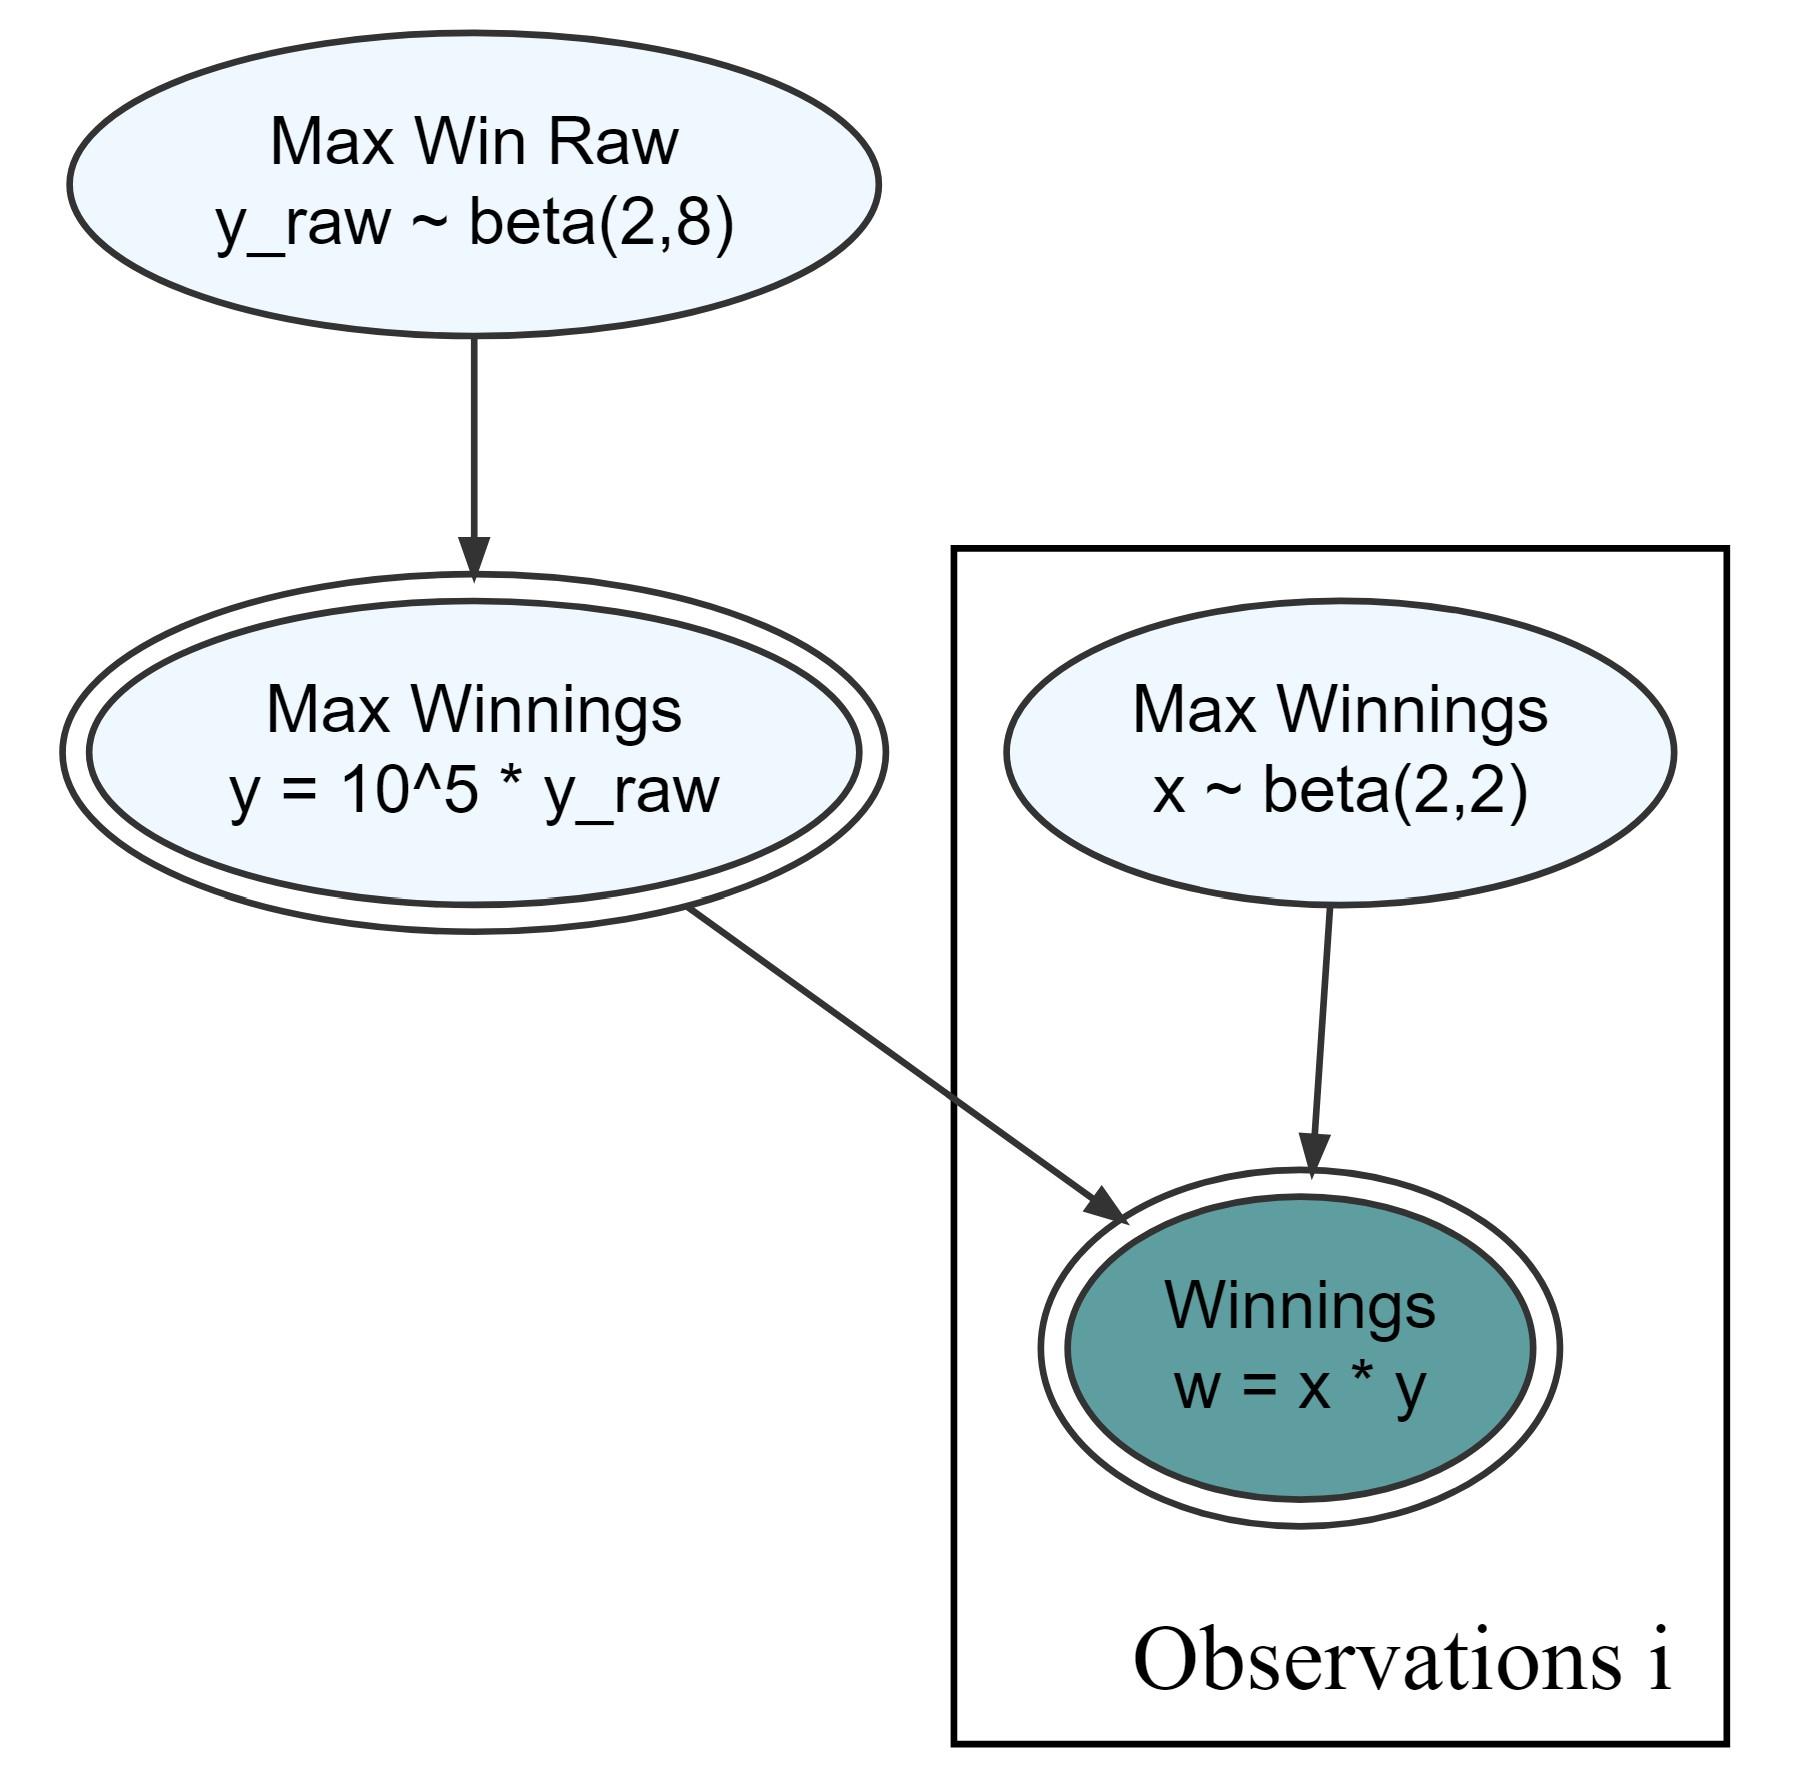 Max Win Raw
y_raw ~ beta(2,8)
Max Winnings
y = 10^5 * y_raw
Max Winnings
x ~ beta(2,2)
Winnings
w = x * y
Observations i